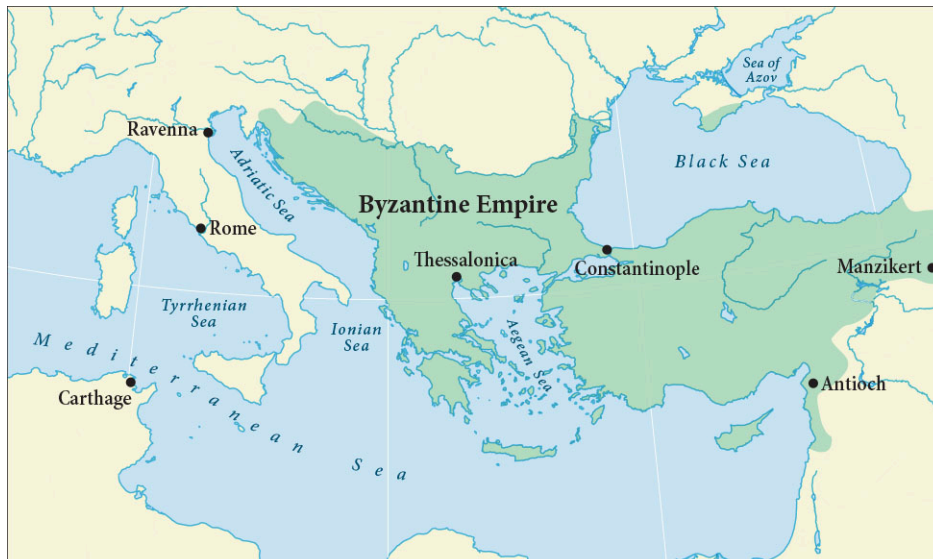 Sea of
Azov
Ravenna
Adriatic Sea
Black Sea
Byzantine Empire
Rome
Thessalonica
Constantinople
Manzikert
Tyrrhenian
Sea
Ionian
Sea
Aegean Sea
Mediterranean Sea
Carthage
Antioch